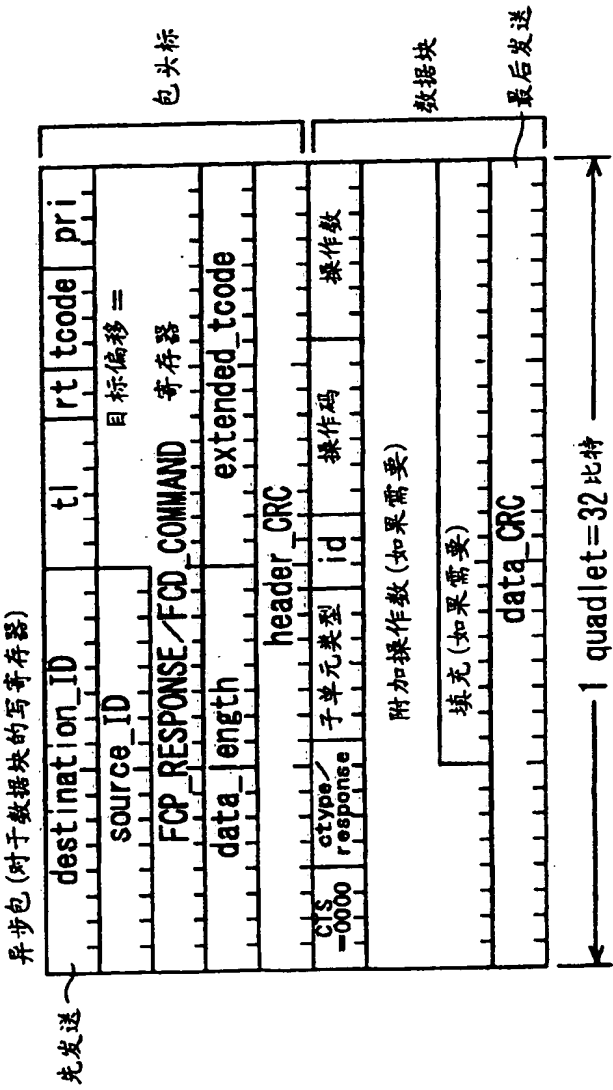 异步包(对于数据块的写寄存器)
先发送
destination_ID
tl
rt
tcode
pri
source_ID
目标偏移=
FCP_RESPONSE/FCD_COMMAND 寄存器
data_length
extended_tcode
header_CRC
包头标
CTS
=0000
ctype/
response
子单元类型
id
操作码
操作数
附加操作数(如果需要)
填充(如果需要)
data_CRC
数据块
最后发送
1 quadlet=32比特